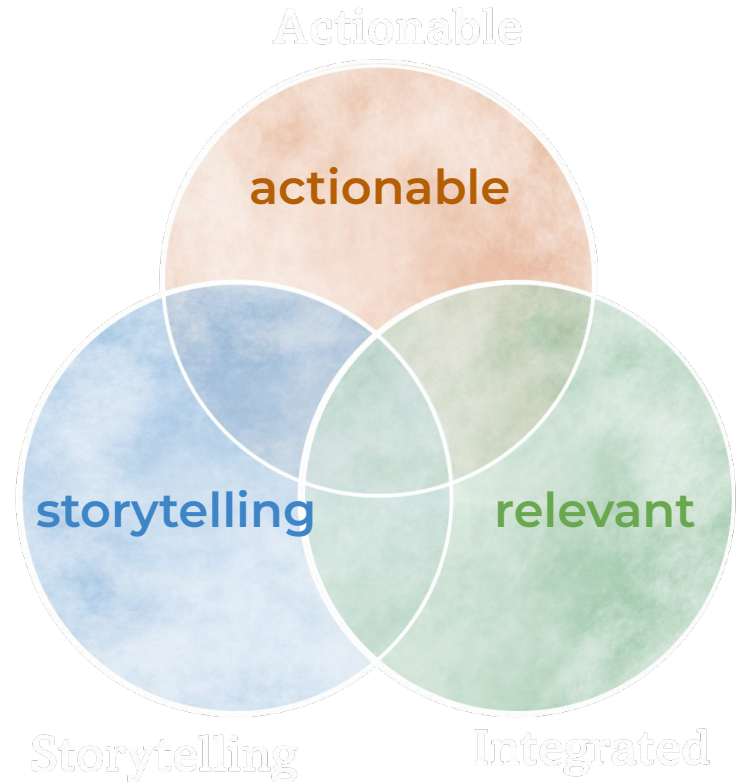 Actionable
actionable
storytelling
relevant
Storytelling
Integrated